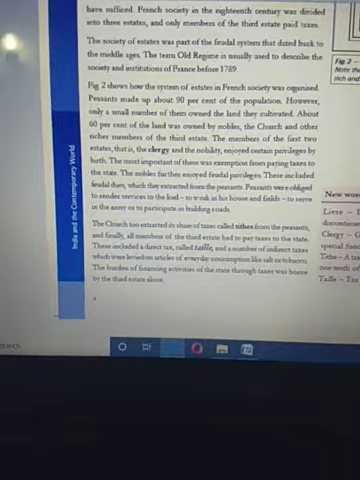 have sufficed. French society in the eighteenth century was divided
into three estates, and only members of the third estate paid taxes.
The society of estates was part of the feudal system that dated back to
the middle ages. The term Old Regime is usually used to describe the
society and institutions of France before 1789.
Fig. 2 shows how the system of estates in French society was organised.
Peasants made up about 90 per cent of the population. However,
only a small number of them owned the land they cultivated. About
60 per cent of the land was owned by nobles, the Church and other
richer members of the third estate. The members of the first two
estates, that is, the clergy and the nobility, enjoyed certain privileges by
birth. The most important of these was exemption from paying taxes to
the state. The nobles further enjoyed feudal privileges. These included
feudal dues, which they extracted from the peasants. Peasants were obliged
to render services to the lord – to work in his house and fields – to serve
in the army or to participate in building roads.
The Church too extracted its share of taxes called tithes from the peasants,
and finally, all members of the third estate had to pay taxes to the state.
These included a direct tax, called taille, and a number of indirect taxes
which were levied on articles of everyday consumption like salt or tobacco.
The burden of financing activities of the state through taxes was borne
by the third estate alone.
India and the Contemporary World
Fig.2 –
Note th
rich and
New wor
Livre –
discontinue
Clergy – G
special func
Tithe – A ta
one-tenth of
Taille – Tax
earch